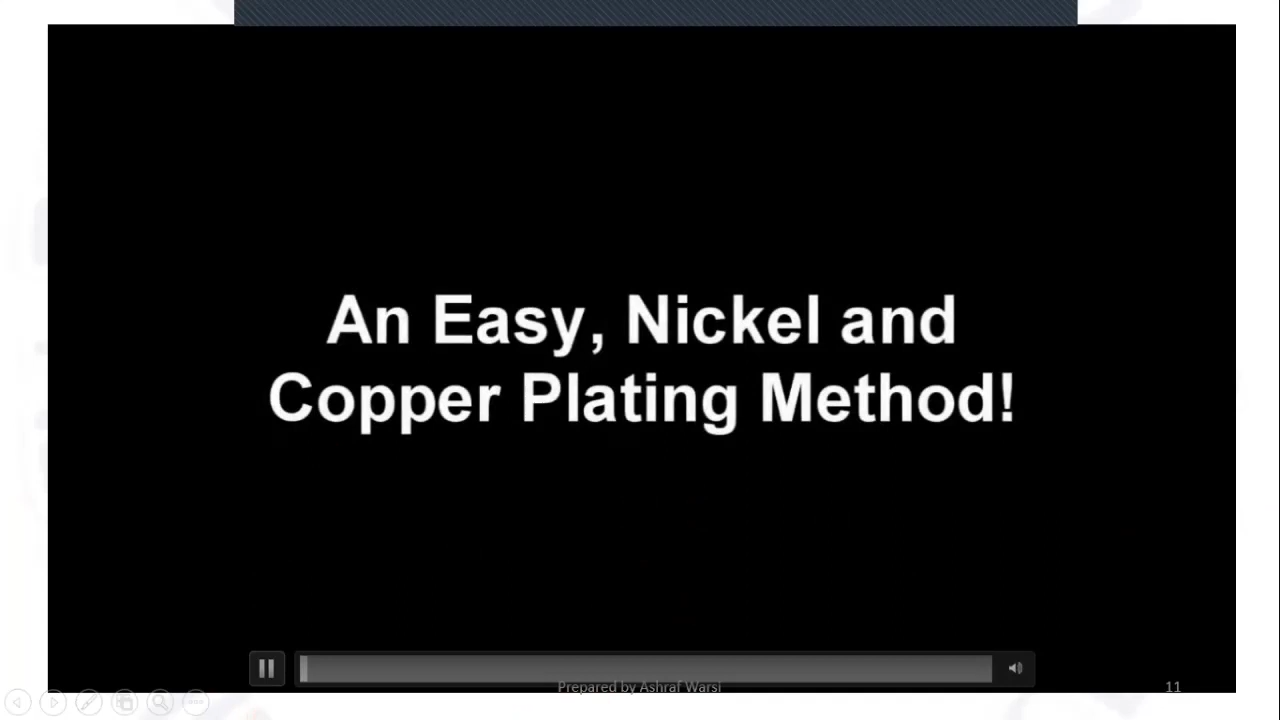 An Easy, Nickel and
Copper Plating Method!
Prepared by Ashraf Warsi
11